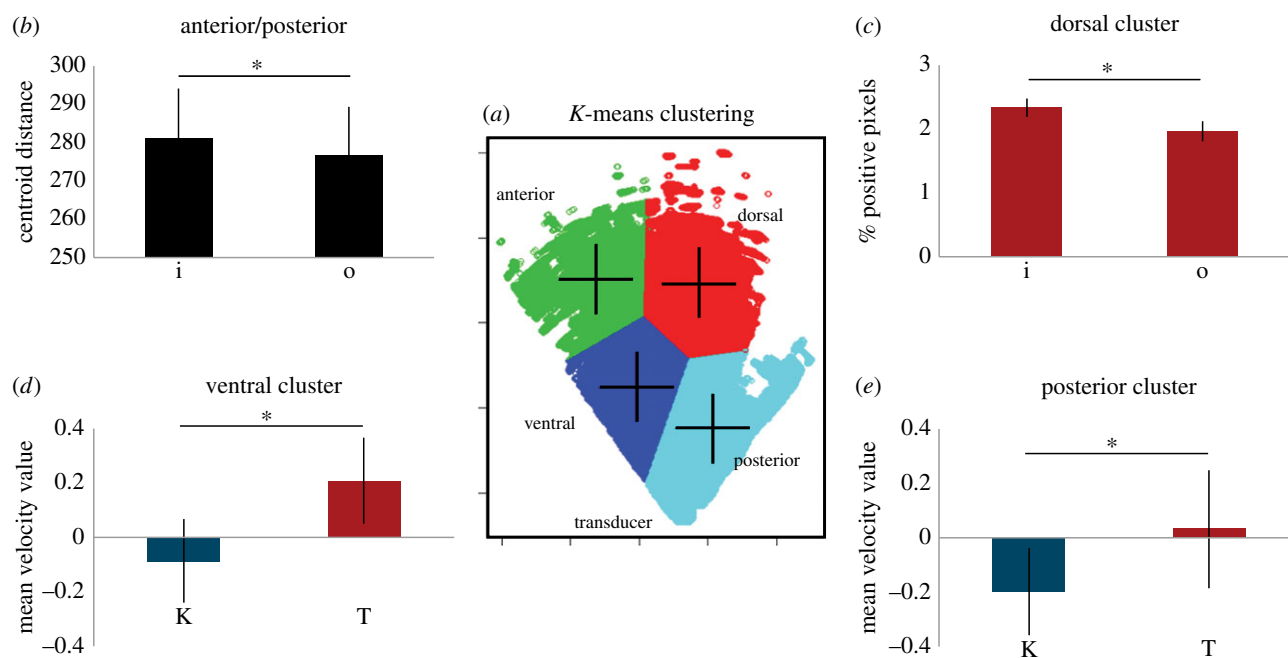 (b) anterior/posterior
300
290
280
270
260
250
centroid distance
*
i o
(a) K-means clustering
anterior
dorsal
ventral
posterior
transducer
(c) dorsal cluster
3
2
1
0
% positive pixels
*
i o
(d) ventral cluster
0.4
0.2
0
–0.2
–0.4
mean velocity value
*
K T
(e) posterior cluster
0.4
0.2
0
–0.2
–0.4
mean velocity value
*
K T